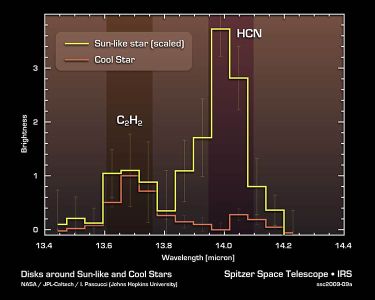 Sun-like star (scaled)
Cool Star
HCN
C₂H₂
Brightness
4
3
2
1
0
13.4
13.6
13.8
14.0
14.2
14.4
Wavelength [micron]
Disks around Sun-like and Cool Stars
NASA / JPL-Caltech / I. Pascucci (Johns Hopkins University)
Spitzer Space Telescope • IRS
ssc2009-09a